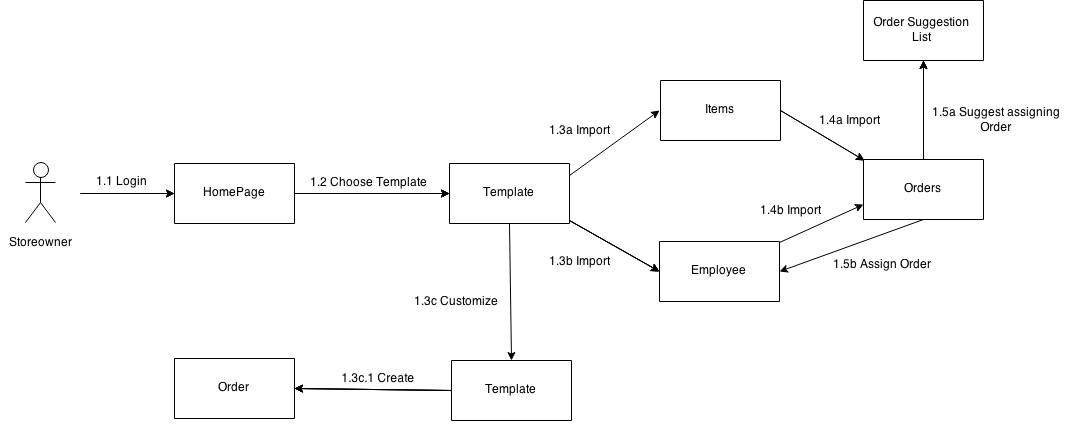 Order Suggestion
List
Items
1.3a Import
1.4a Import
1.5a Suggest assigning
Order
1.1 Login
HomePage
1.2 Choose Template
Template
Orders
Storeowner
1.4b Import
1.3b Import
Employee
1.5b Assign Order
1.3c Customize
Order
1.3c.1 Create
Template